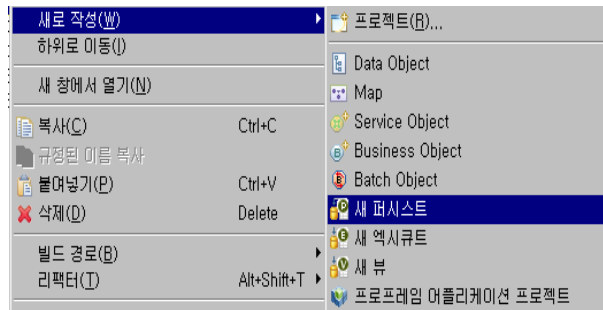 새로 작성(W)
하위로 이동(I)
새 창에서 열기(N)
복사(C) Ctrl+C
규정된 이름 복사
붙여넣기(P) Ctrl+V
삭제(D) Delete
빌드 경로(B)
리팩터(T) Alt+Shift+T
프로젝트(R)...
Data Object
Map
Service Object
Business Object
Batch Object
새 퍼시스트
새 엑시큐트
새 뷰
프로프레임 어플리케이션 프로젝트